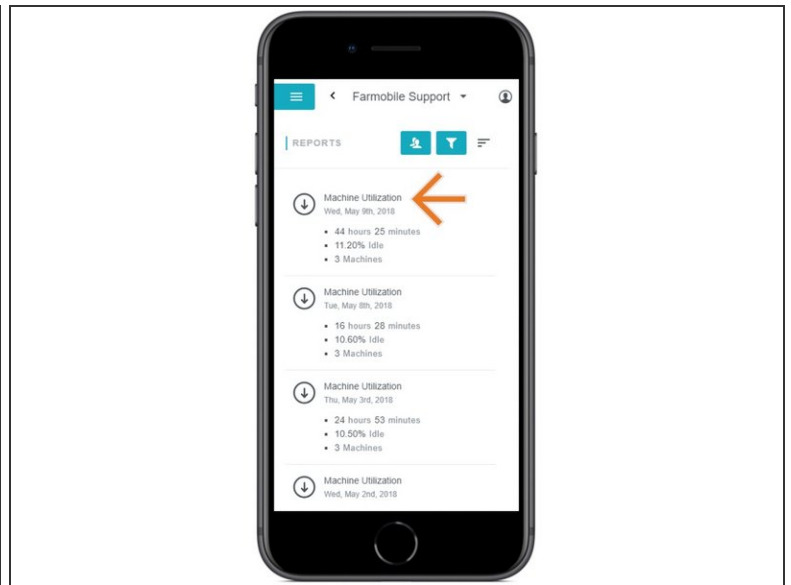 Farmobile Support
REPORTS
Machine Utilization
Wed, May 9th, 2018
• 44 hours 25 minutes
• 11.20% Idle
• 3 Machines
Machine Utilization
Tue, May 8th, 2018
• 16 hours 28 minutes
• 10.60% Idle
• 3 Machines
Machine Utilization
Thu, May 3rd, 2018
• 24 hours 53 minutes
• 10.50% Idle
• 3 Machines
Machine Utilization
Wed, May 2nd, 2018